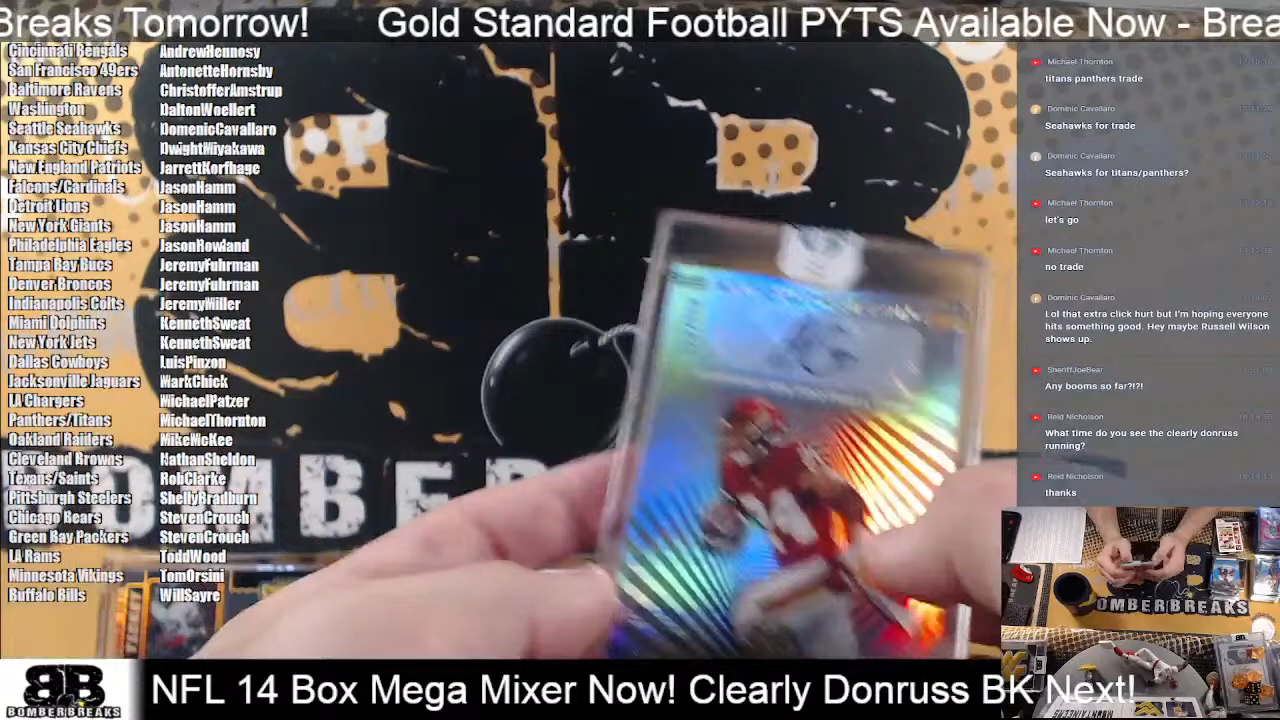 Breaks Tomorrow! Gold Standard Football PYTS Available Now - Brea
Cincinnati Bengals AndrewHennosy
San Francisco 49ers AntonetteHornsby
Baltimore Ravens ChristofferAmstrup
Washington DaltonWoellert
Seattle Seahawks DomenicCavallaro
Kansas City Chiefs DwightMiyakawa
New England Patriots JarrettKorfhage
Falcons/Cardinals JasonHamm
Detroit Lions JasonHamm
New York Giants JasonHamm
Philadelphia Eagles JasonRowland
Tampa Bay Bucs JeremyFuhrman
Denver Broncos JeremyFuhrman
Indianapolis Colts JeremyMiller
Miami Dolphins KennethSweat
New York Jets KennethSweat
Dallas Cowboys LuisPinzon
Jacksonville Jaguars WarkChick
LA Chargers MichaelPatzer
Panthers/Titans MichaelThornton
Oakland Raiders MikeMcKee
Cleveland Browns NathanSheldon
Texans/Saints RobClarke
Pittsburgh Steelers ShellyBradburn
Chicago Bears StevenCrouch
Green Bay Packers StevenCrouch
LA Rams ToddWood
Minnesota Vikings TomOrsini
Buffalo Bills WillSayre
Michael Thornton
titans panthers trade
Dominic Cavallaro
Seahawks for trade
Dominic Cavallaro
Seahawks for titans/panthers?
Michael Thornton
let's go
Michael Thornton
no trade
Dominic Cavallaro
Lol that extra click hurt but I'm hoping everyone
hits something good. Hey maybe Russell Wilson
shows up.
SheriffJoeBear
Any booms so far?!?!
Reid Nicholson
What time do you see the clearly donruss
running?
Reid Nicholson
thanks
BOMBER
OMBERBREAKS
BOMBERBREAKS
NFL 14 Box Mega Mixer Now! Clearly Donruss BK Next!